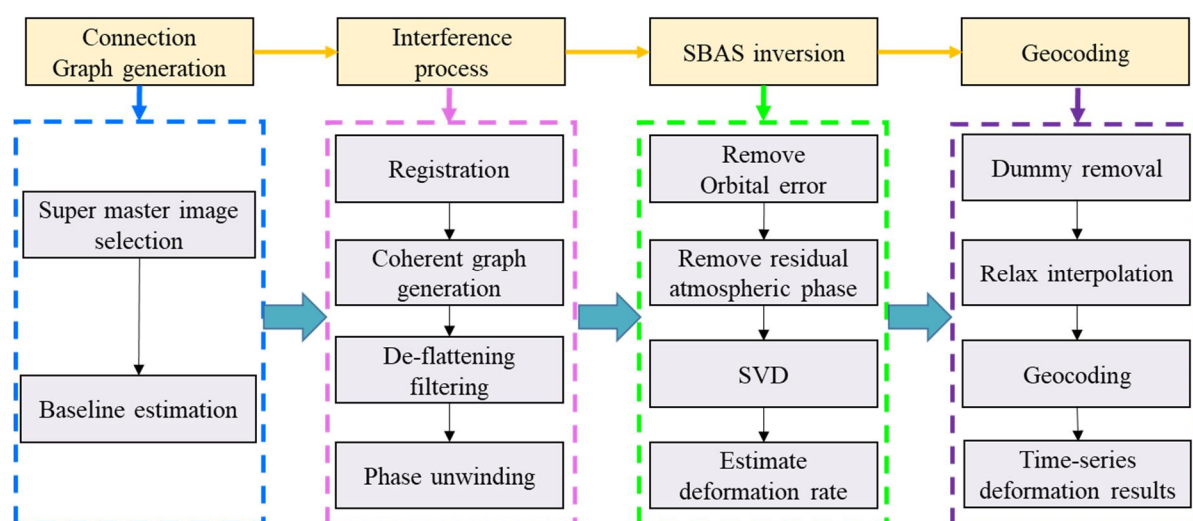 Connection
Graph generation
Interference
process
SBAS inversion
Geocoding
Super master image
selection
Baseline estimation
Registration
Coherent graph
generation
De-flattening
filtering
Phase unwinding
Remove
Orbital error
Remove residual
atmospheric phase
SVD
Estimate
deformation rate
Dummy removal
Relax interpolation
Geocoding
Time-series
deformation results